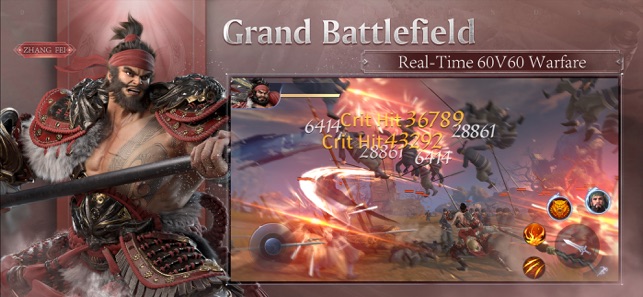 ZHANG FEI
Grand Battlefield
Real-Time 60V60 Warfare
Crit Hit 36789
6414
28861
Crit Hit 43292
28861
6414